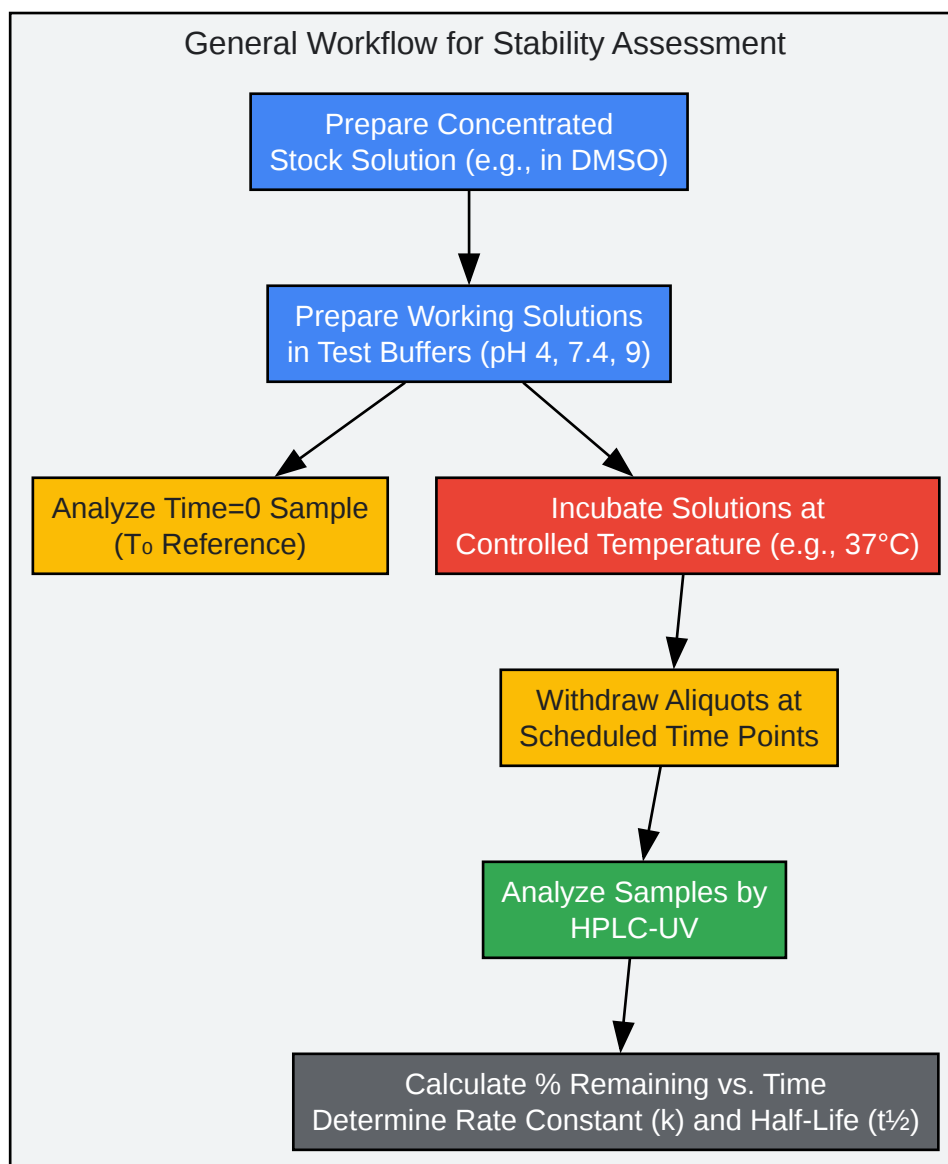 General Workflow for Stability Assessment
Prepare Concentrated
Stock Solution (e.g., in DMSO)
Prepare Working Solutions
in Test Buffers (pH 4, 7.4, 9)
Analyze Time=0 Sample
(T₀ Reference)
Incubate Solutions at
Controlled Temperature (e.g., 37°C)
Withdraw Aliquots at
Scheduled Time Points
Analyze Samples by
HPLC-UV
Calculate % Remaining vs. Time
Determine Rate Constant (k) and Half-Life (t½)